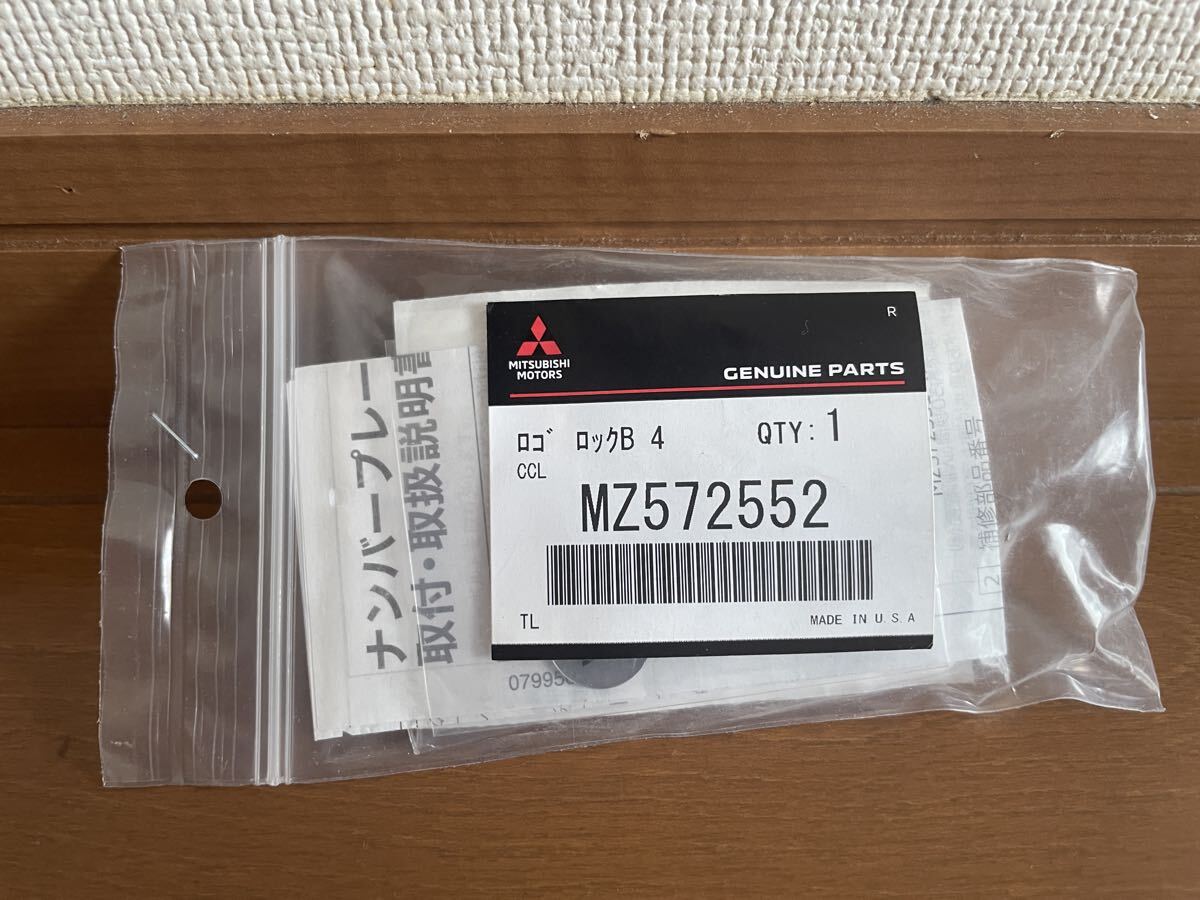 R
MITSUBISHI
MOTORS
GENUINE PARTS
ロゴ ロックB 4 QTY: 1
CCL
MZ572552
TL MADE IN U.S.A
ナンバープレー
取付・取扱説明書
2 補修部品番号